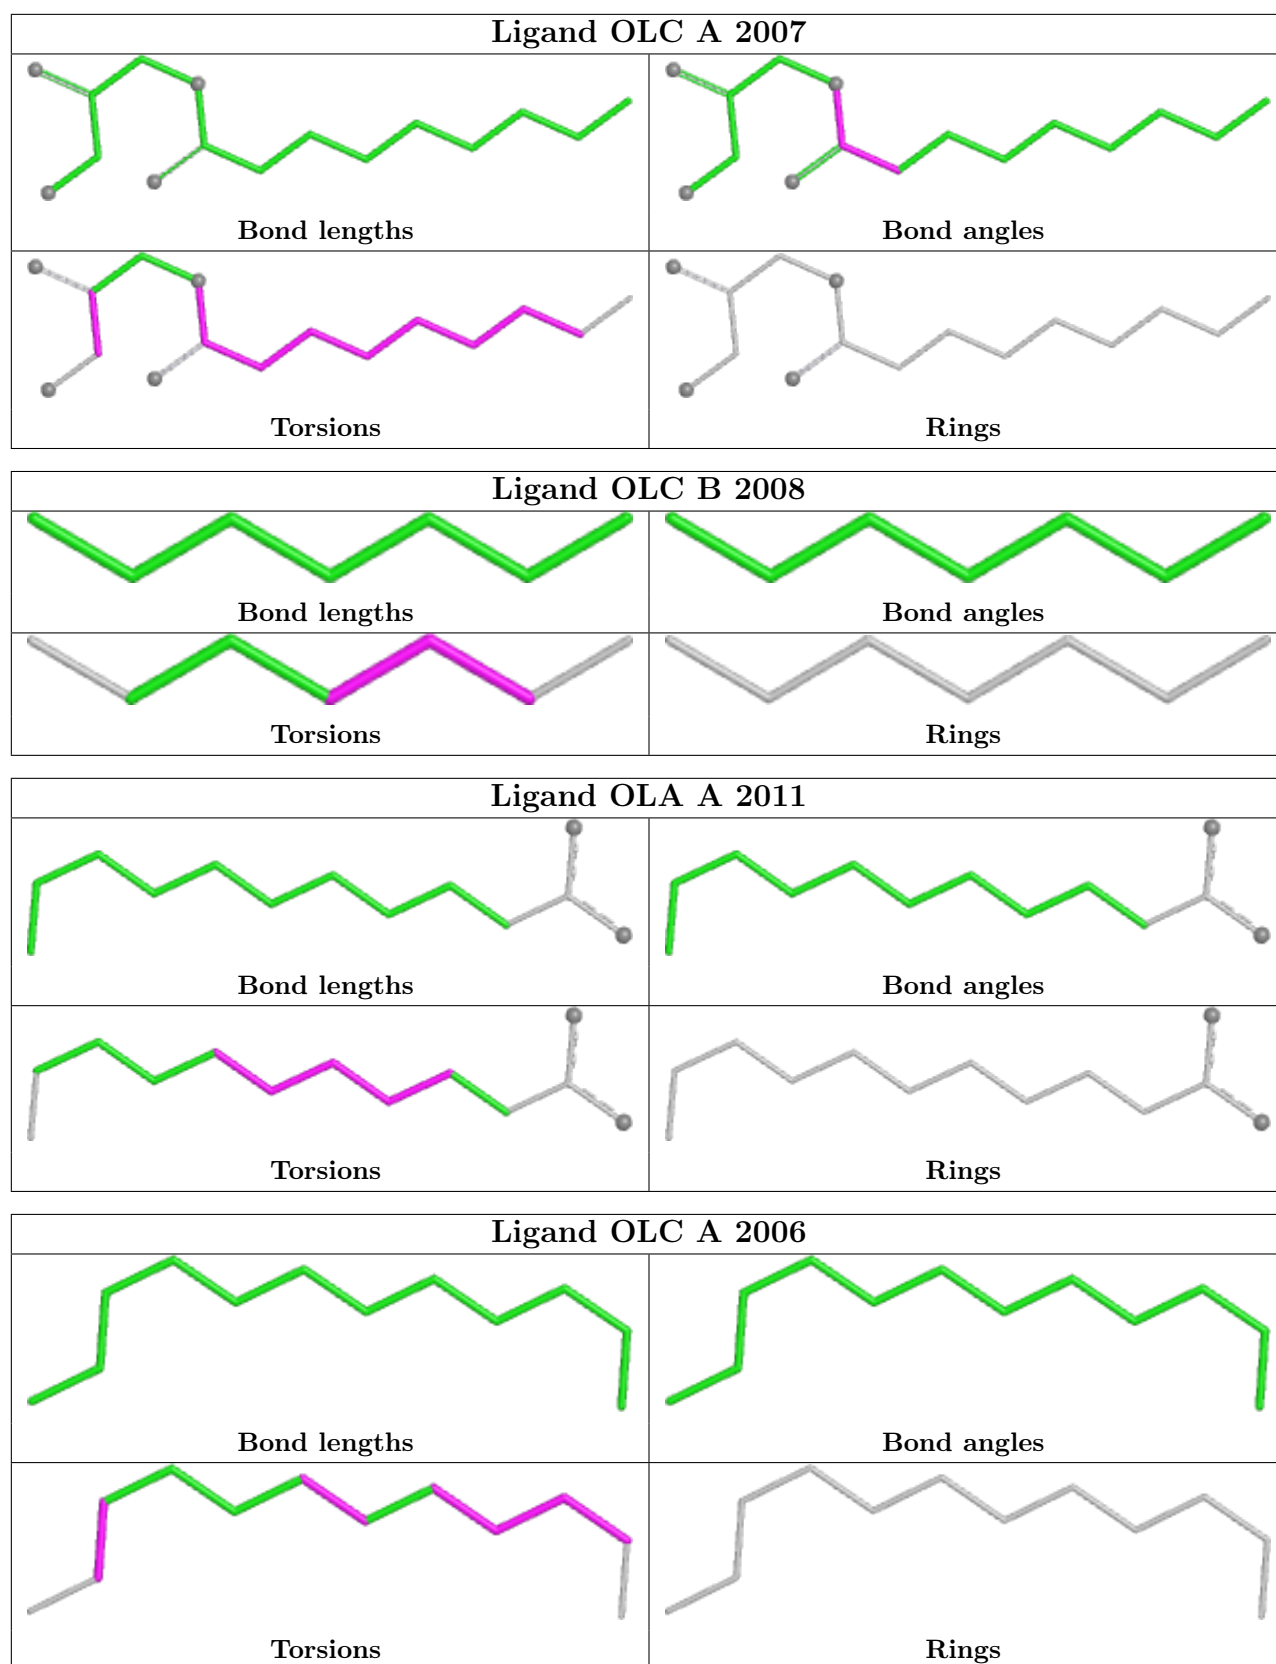 Ligand OLC A 2007
Bond lengths
Bond angles
Torsions
Rings
Ligand OLC B 2008
Bond lengths
Bond angles
Torsions
Rings
Ligand OLA A 2011
Bond lengths
Bond angles
Torsions
Rings
Ligand OLC A 2006
Bond lengths
Bond angles
Torsions
Rings